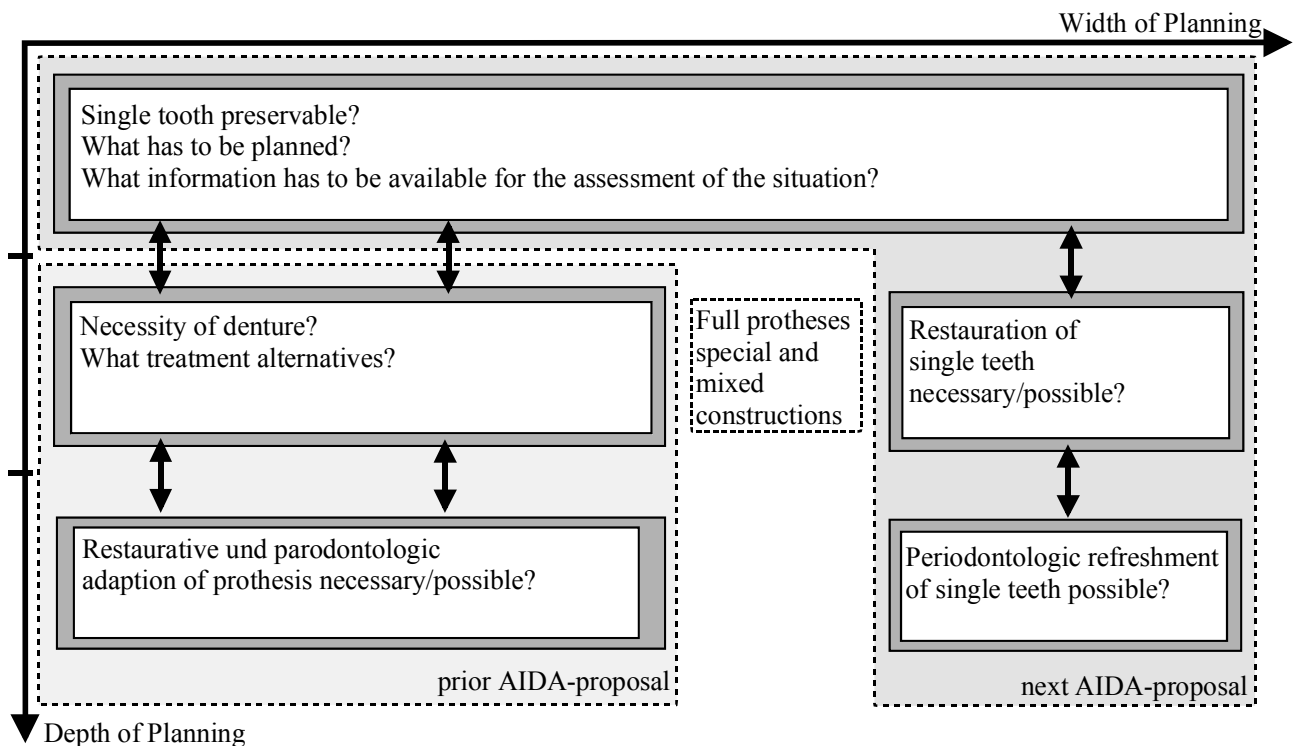 Width of Planning
Single tooth preservable?
What has to be planned?
What information has to be available for the assessment of the situation?
Necessity of denture?
What treatment alternatives?
Full protheses
special and
mixed
constructions
Restauration of
single teeth
necessary/possible?
Restaurative und parodontologic
adaption of prothesis necessary/possible?
Periodontologic refreshment
of single teeth possible?
prior AIDA-proposal
next AIDA-proposal
Depth of Planning